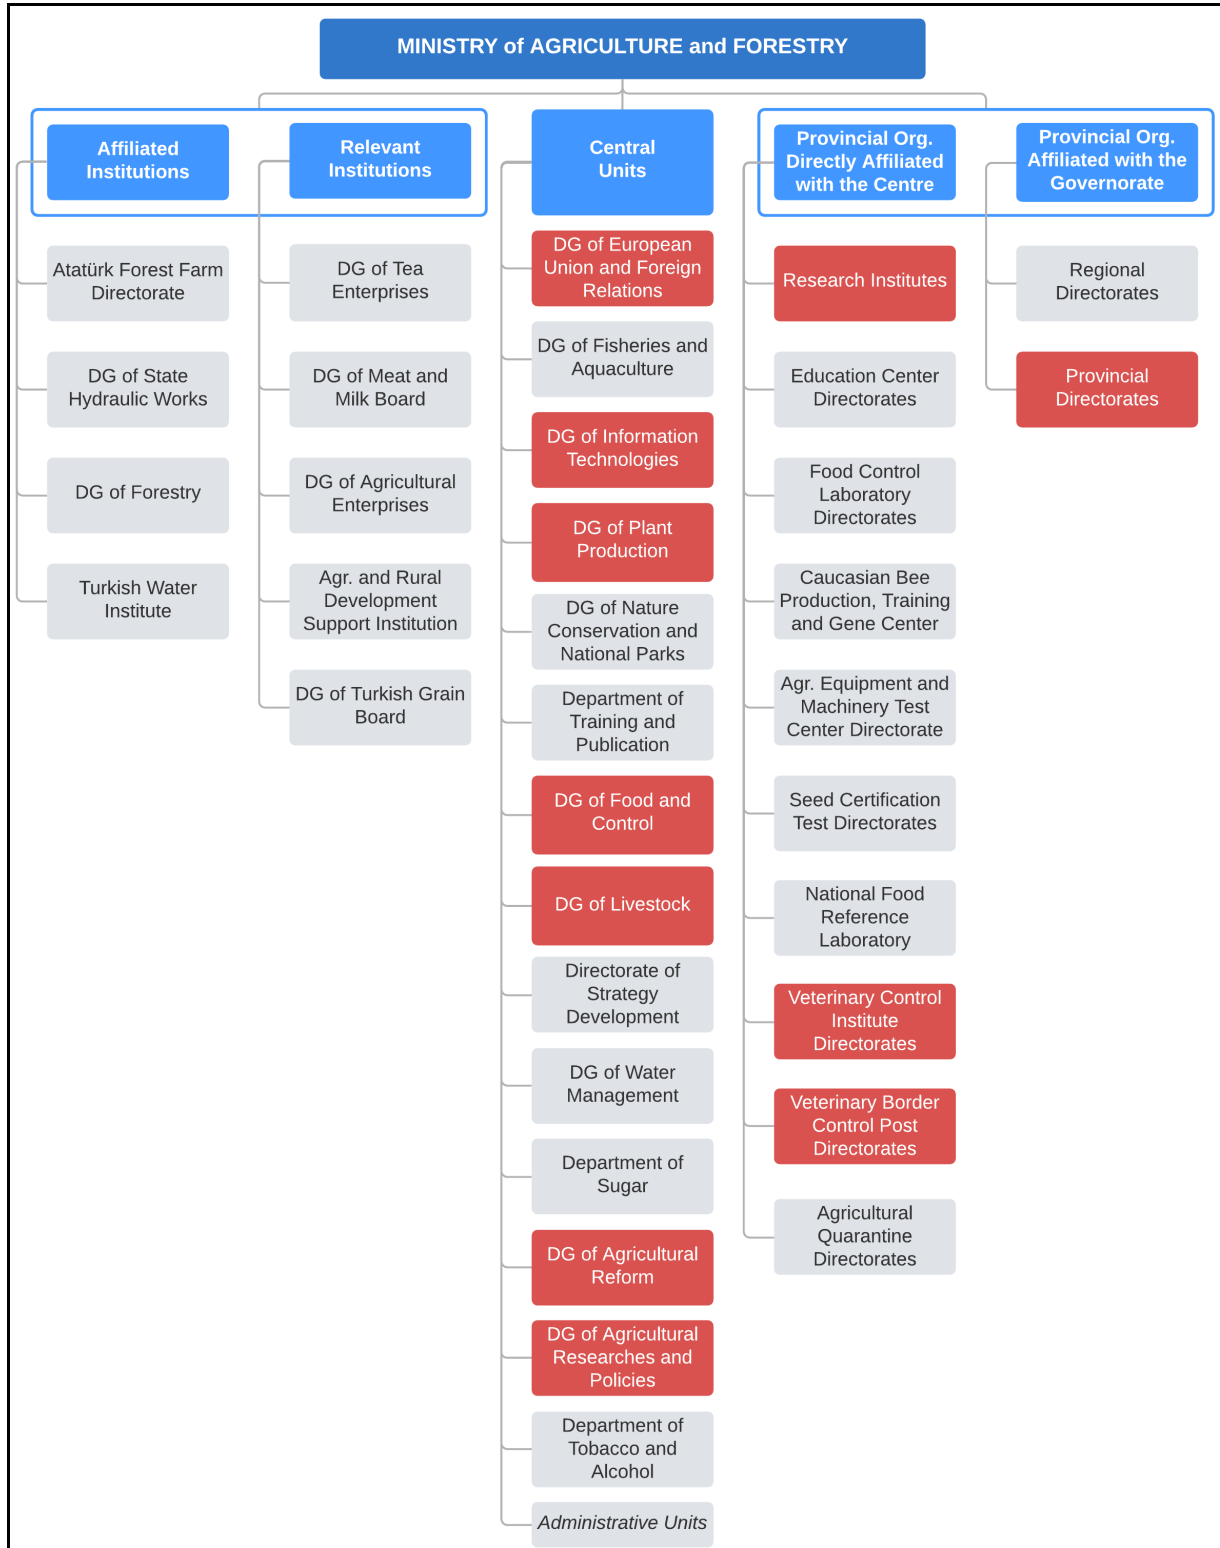 MINISTRY of AGRICULTURE and FORESTRY
Affiliated
Institutions
Atatürk Forest Farm
Directorate
DG of State
Hydraulic Works
DG of Forestry
Turkish Water
Institute
Relevant
Institutions
DG of Tea
Enterprises
DG of Meat and
Milk Board
DG of Agricultural
Enterprises
Agr. and Rural
Development
Support Institution
DG of Turkish Grain
Board
Central
Units
DG of European
Union and Foreign
Relations
DG of Fisheries and
Aquaculture
DG of Information
Technologies
DG of Plant
Production
DG of Nature
Conservation and
National Parks
Department of
Training and
Publication
DG of Food and
Control
DG of Livestock
Directorate of
Strategy
Development
DG of Water
Management
Department of
Sugar
DG of Agricultural
Reform
DG of Agricultural
Researches and
Policies
Department of
Tobacco and
Alcohol
Administrative Units
Provincial Org.
Directly Affiliated
with the Centre
Research Institutes
Education Center
Directorates
Food Control
Laboratory
Directorates
Caucasian Bee
Production, Training
and Gene Center
Agr. Equipment and
Machinery Test
Center Directorate
Seed Certification
Test Directorates
National Food
Reference
Laboratory
Veterinary Control
Institute
Directorates
Veterinary Border
Control Post
Directorates
Agricultural
Quarantine
Directorates
Provincial Org.
Affiliated with the
Governorate
Regional
Directorates
Provincial
Directorates